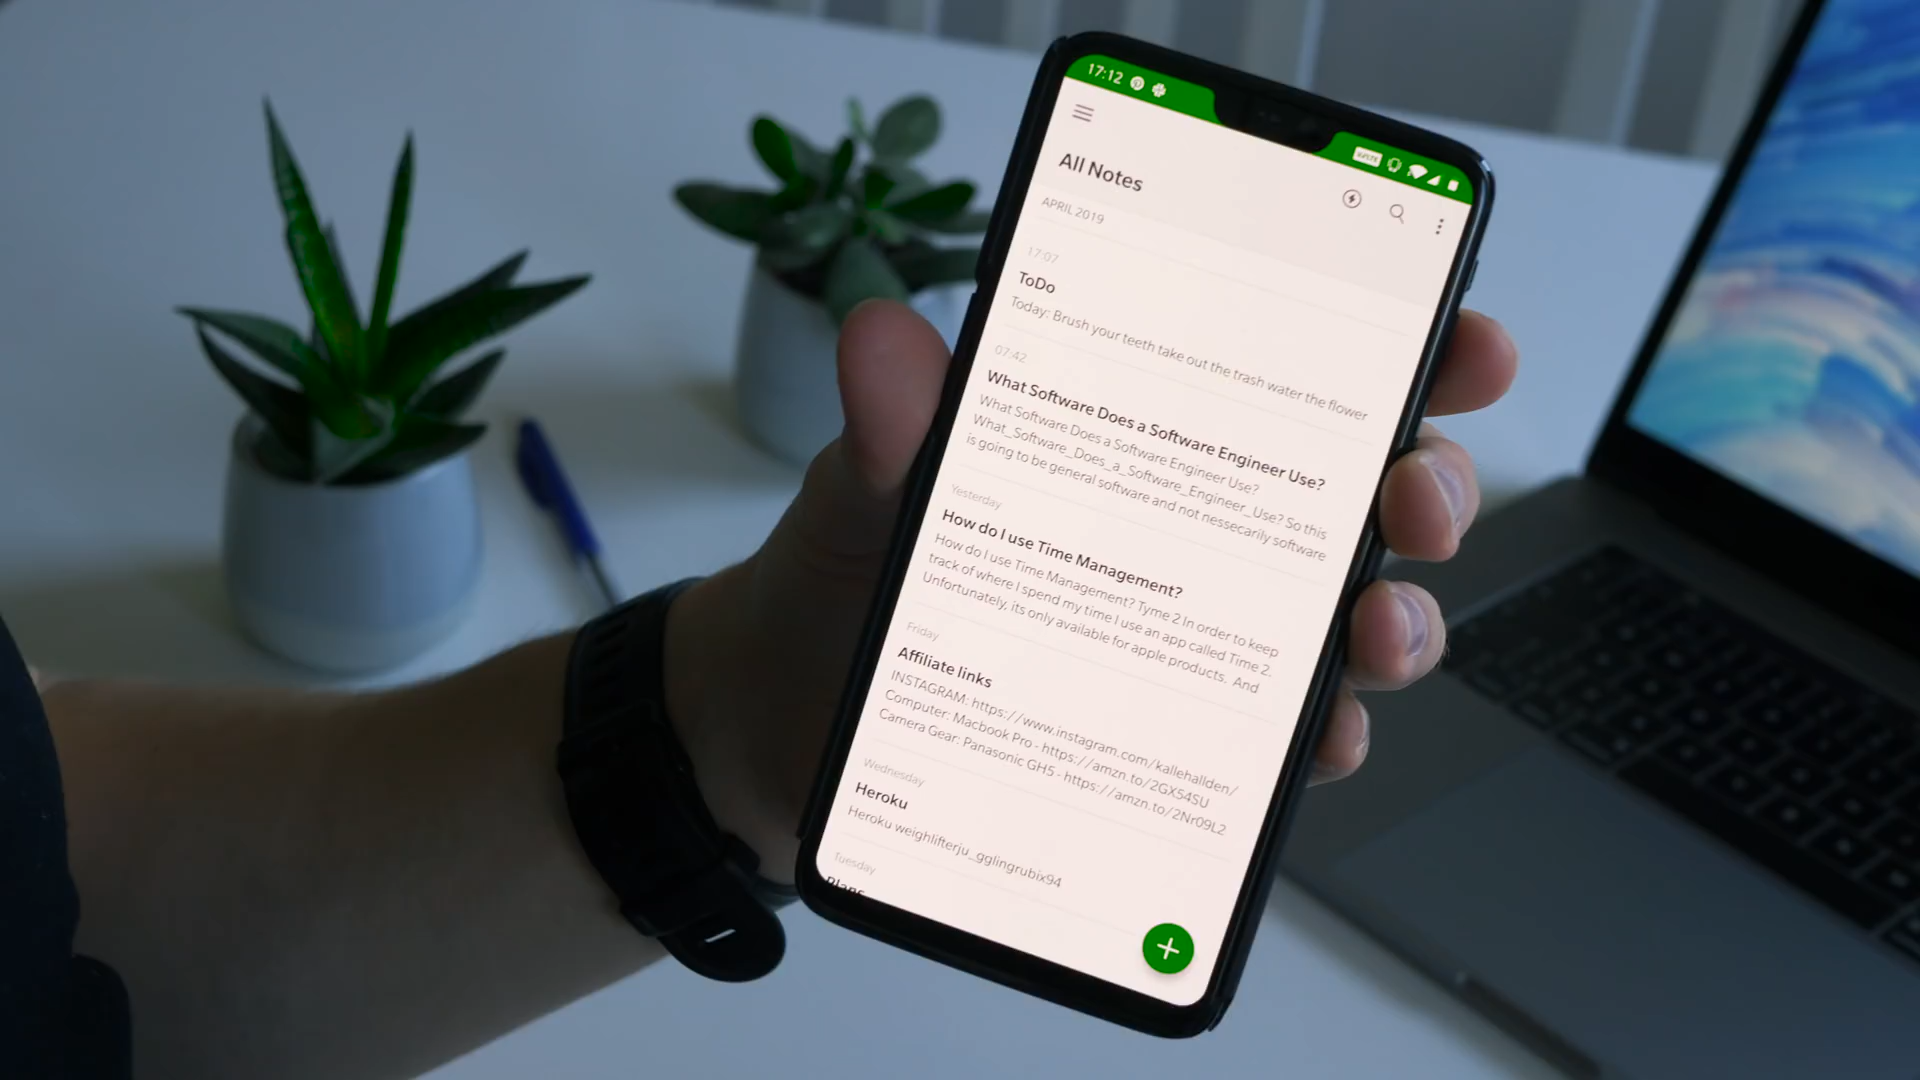 17:12
VoLTE
All Notes
APRIL 2019
17:07
ToDo
Today: Brush your teeth take out the trash water the flower
07:42
What Software Does a Software Engineer Use?
What Software Does a Software Engineer Use?
What_Software_Does_a_Software_Engineer_Use? So this
is going to be general software and not nessecarily software
Yesterday
How do I use Time Management?
How do I use Time Management? Tyme 2 In order to keep
track of where I spend my time I use an app called Time 2.
Unfortunately, its only available for apple products. And
Friday
Affiliate links
INSTAGRAM: https://www.instagram.com/kallehallden/
Computer: Macbook Pro - https://amzn.to/2GX54SU
Camera Gear: Panasonic GH5 - https://amzn.to/2Nr09L2
Wednesday
Heroku
Heroku weighlifterju_gglingrubix94
Tuesday
Plans